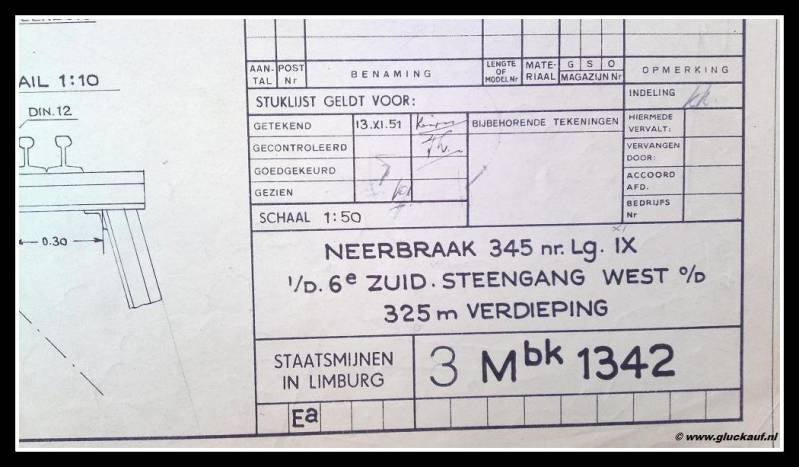 AIL 1:10
DIN.12
0.30
AAN-TAL POST Nr BENAMING LENGTE OF MODEL Nr MATE-RIAAL G S O MAGAZIJN Nr OPMERKING
STUKLIJST GELDT VOOR:
INDELING
GETEKEND 13.XI.51
BIJBEHORENDE TEKENINGEN
HIERMEDE VERVALT:
GECONTROLEERD
VERVANGEN DOOR:
GOEDGEKEURD
ACCOORD AFD.
GEZIEN
BEDRIJFS Nr
SCHAAL 1:50
XI
NEERBRAAK 345 nr. Lg. IX
i/D. 6e ZUID. STEENGANG WEST o/D
325 m VERDIEPING
STAATSMIJNEN
IN LIMBURG
3 Mbk 1342
Ea
© www.gluckauf.nl